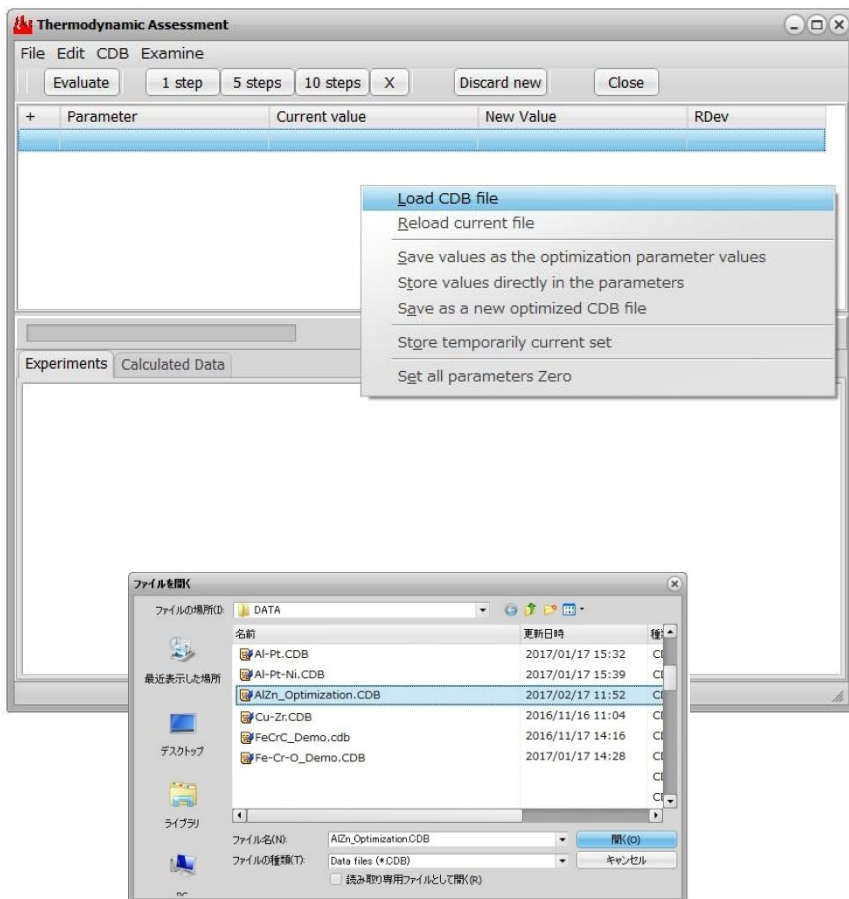 Thermodynamic Assessment
File Edit CDB Examine
Evaluate 1 step 5 steps 10 steps X Discard new Close
+ Parameter Current value New Value RDev
Load CDB file
Reload current file
Save values as the optimization parameter values
Store values directly in the parameters
Save as a new optimized CDB file
Store temporarily current set
Set all parameters Zero
Experiments Calculated Data
ファイルを開く
ファイルの場所(I): DATA
名前 更新日時
Al-Pt.CDB 2017/01/17 15:32
Al-Pt-Ni.CDB 2017/01/17 15:39
AlZn_Optimization.CDB 2017/02/17 11:52
Cu-Zr.CDB 2016/11/16 11:04
FeCrC_Demo.cdb 2016/11/17 14:16
Fe-Cr-O_Demo.CDB 2017/01/17 14:28
最近表示した場所
デスクトップ
ライブラリ
ファイル名(N): AlZn_Optimization.CDB 開く(O)
ファイルの種類(T): Data files (*.CDB) キャンセル
読み取り専用ファイルとして開く(R)